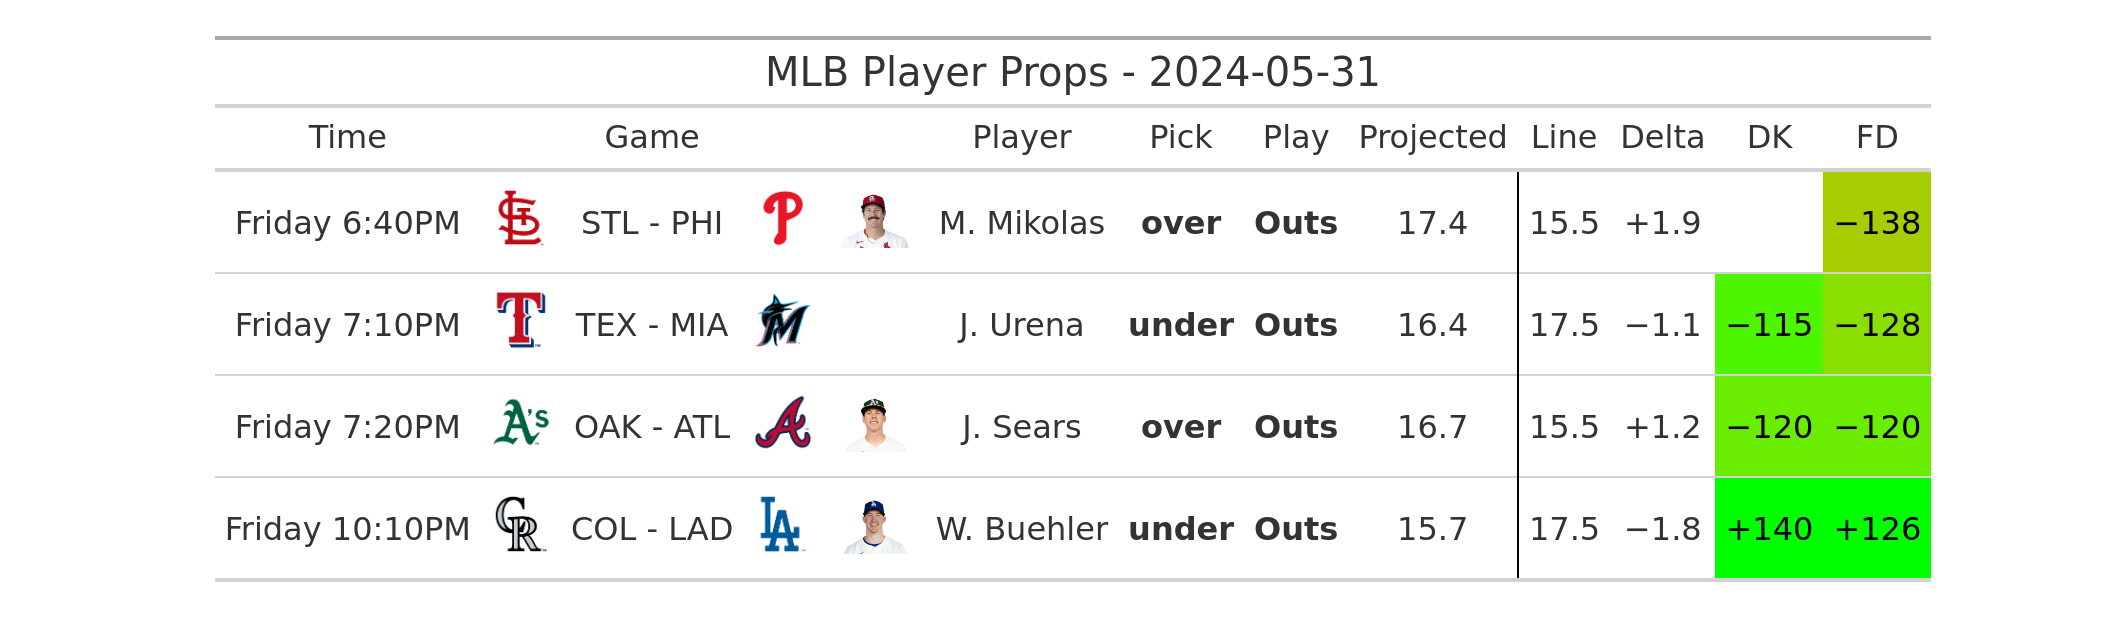 MLB Player Props - 2024-05-31
Time Game Player Pick Play Projected Line Delta DK FD
Friday 6:40PM STL - PHI M. Mikolas over Outs 17.4 15.5 +1.9 −138
Friday 7:10PM TEX - MIA J. Urena under Outs 16.4 17.5 −1.1 −115 −128
Friday 7:20PM OAK - ATL J. Sears over Outs 16.7 15.5 +1.2 −120 −120
Friday 10:10PM COL - LAD W. Buehler under Outs 15.7 17.5 −1.8 +140 +126